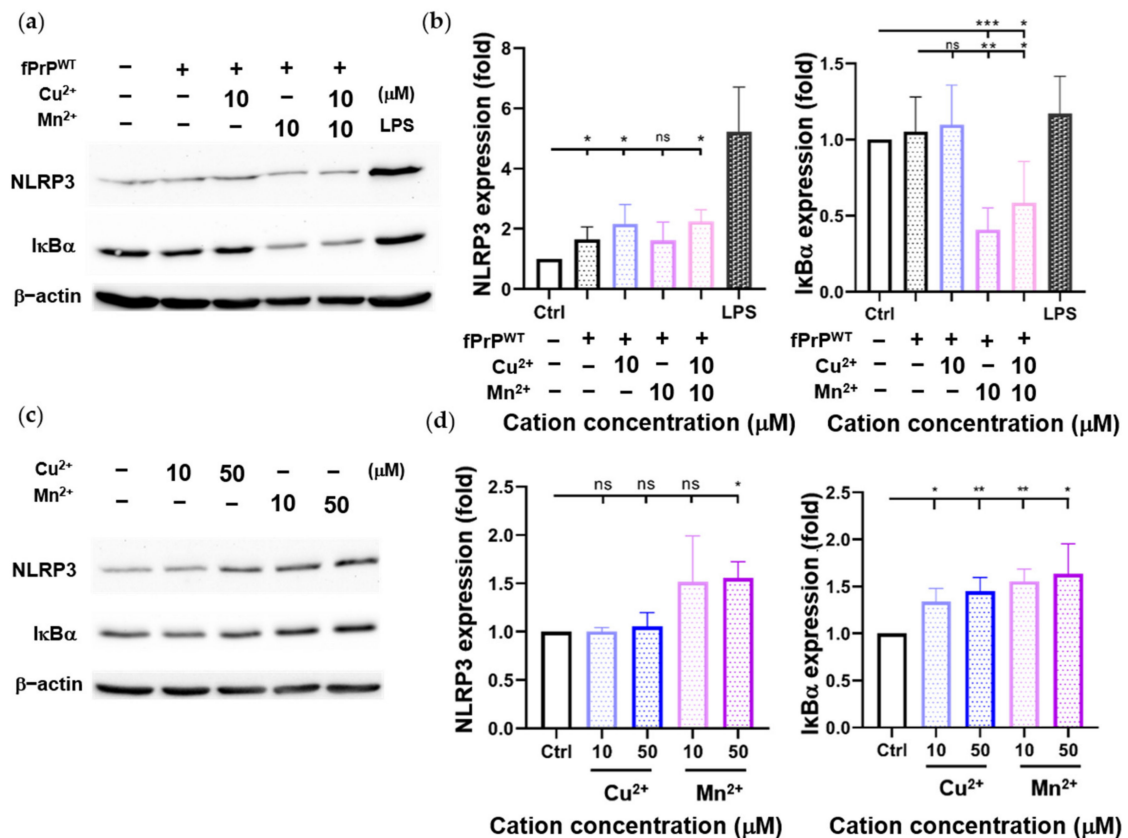 (a)
fPrPᵂᵀ – + + + +
Cu²⁺ – – 10 – 10 (μM)
Mn²⁺ – – – 10 10 LPS
NLRP3
IκBα
β–actin
(b)
NLRP3 expression (fold)
8
6
4
2
0
* * ns *
Ctrl LPS
fPrPᵂᵀ – + + + +
Cu²⁺ – – 10 – 10
Mn²⁺ – – – 10 10
Cation concentration (μM)
IκBα expression (fold)
1.5
1.0
0.5
0.0
*** *
ns ** *
Ctrl LPS
fPrPᵂᵀ – + + + +
Cu²⁺ – – 10 – 10
Mn²⁺ – – – 10 10
Cation concentration (μM)
(c)
Cu²⁺ – 10 50 – – (μM)
Mn²⁺ – – – 10 50
NLRP3
IκBα
β–actin
(d)
NLRP3 expression (fold)
2.5
2.0
1.5
1.0
0.5
0.0
ns ns ns *
Ctrl 10 50 10 50
Cu²⁺ Mn²⁺
Cation concentration (μM)
IκBα expression (fold)
2.5
2.0
1.5
1.0
0.5
0.0
* ** ** *
Ctrl 10 50 10 50
Cu²⁺ Mn²⁺
Cation concentration (μM)